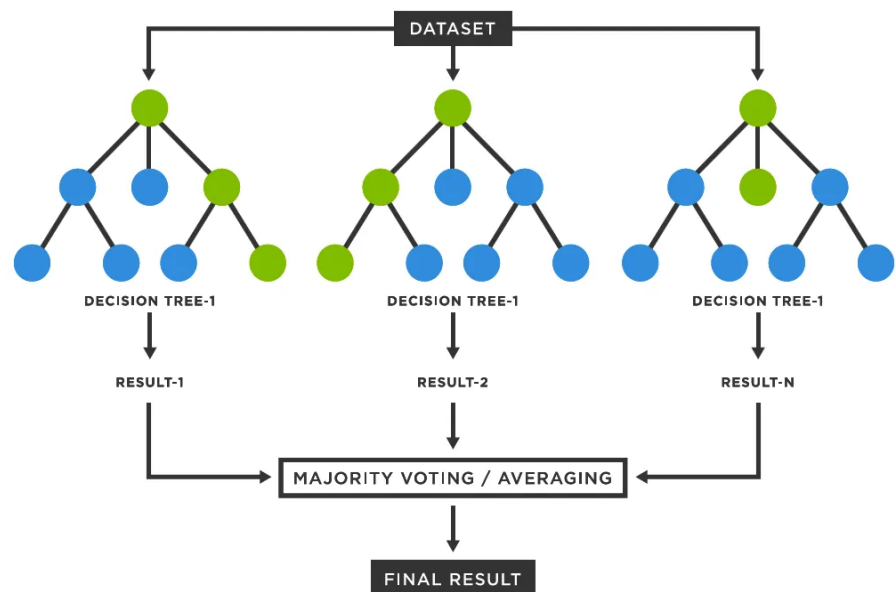 DATASET
DECISION TREE-1
DECISION TREE-1
DECISION TREE-1
RESULT-1
RESULT-2
RESULT-N
MAJORITY VOTING / AVERAGING
FINAL RESULT